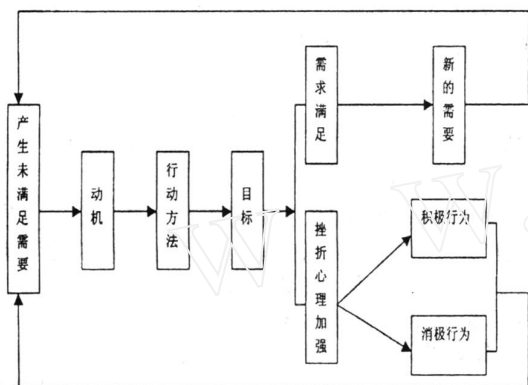 产生未满足需要
动机
行动方法
目标
需求满足
新的需要
挫折心理加强
积极行为
消极行为
W W .